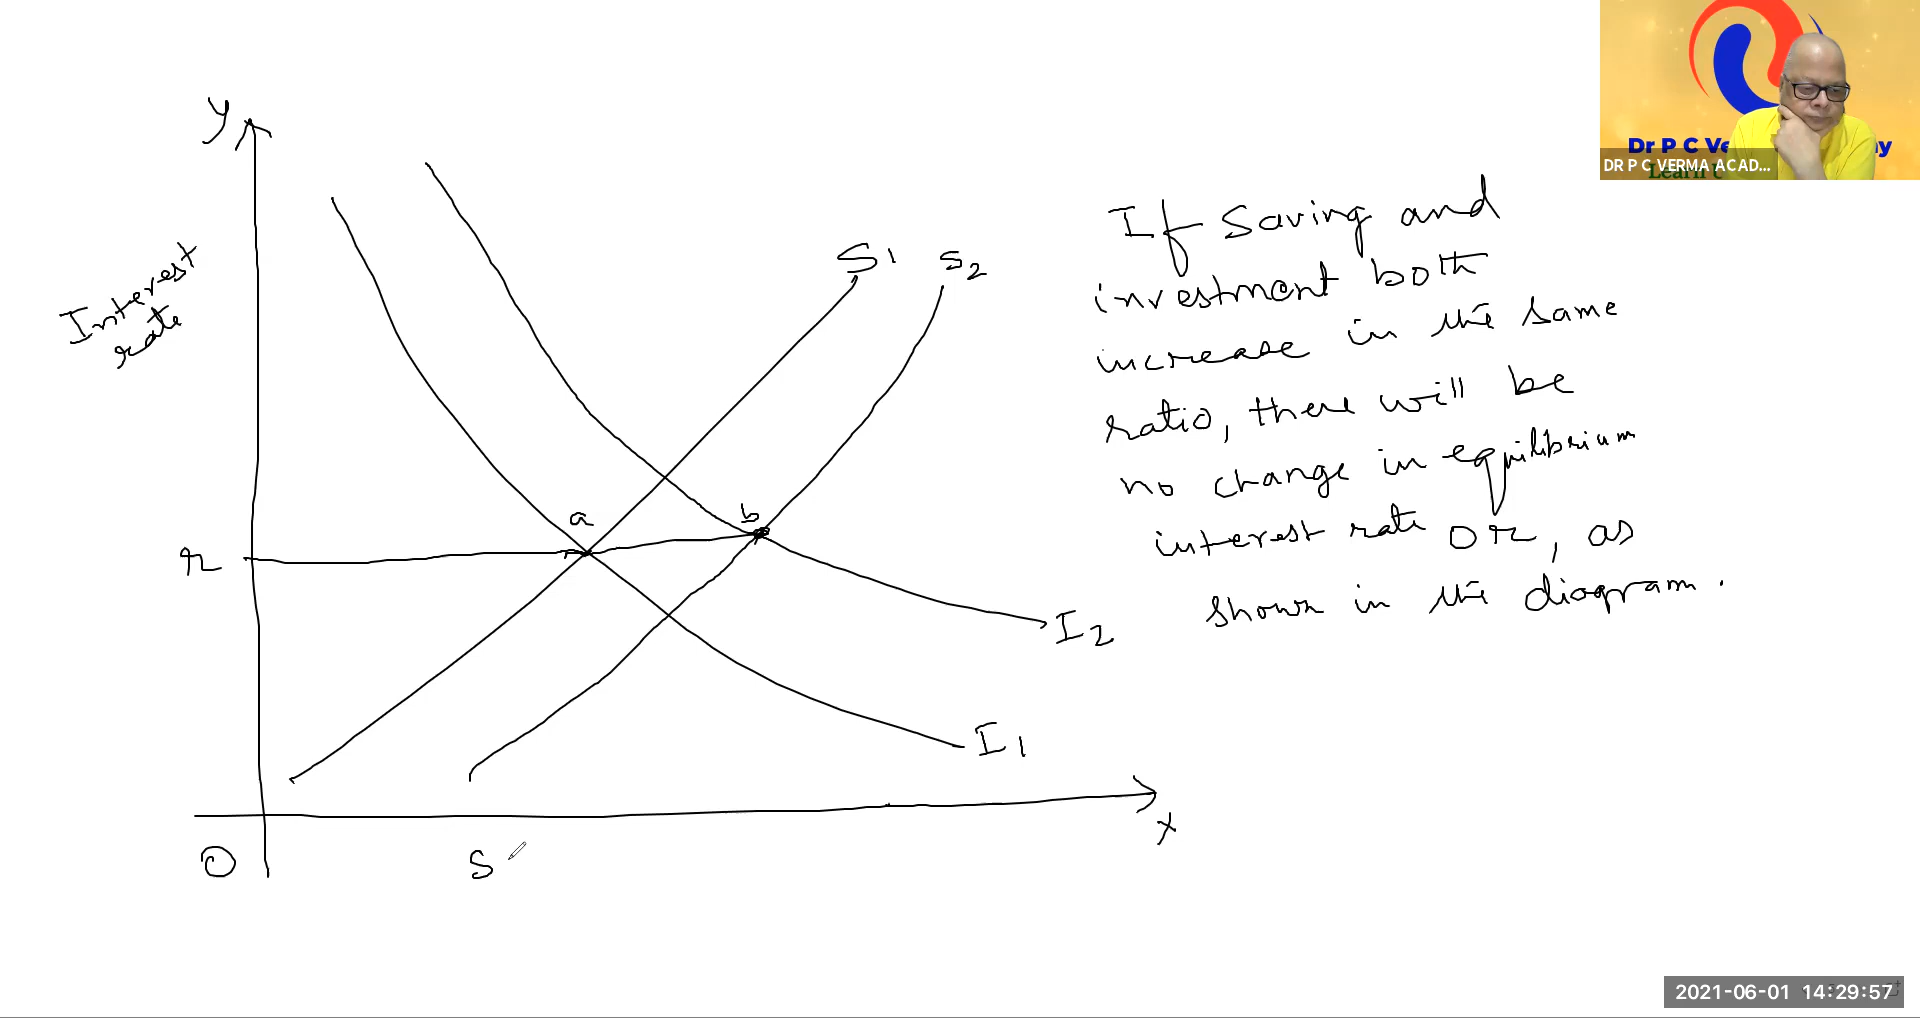 Dr P C Ve
y
DR P C VERMA ACAD...
Learn U
y
Interest
rate
S1
S2
a
b
r
I2
I1
O
S
X
If Saving and
investment both
increase in the same
ratio, there will be
no change in equilibrium
interest rate Or, as
shown in the diagram.
2021-06-01 14:29:57